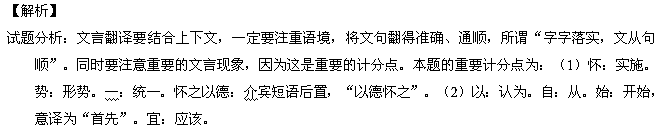 【解析】
试题分析：文言翻译要结合上下文，一定要注重语境，将文句翻得准确、通顺，所谓“字字落实，文从句
顺”。同时要注意重要的文言现象，因为这是重要的计分点。本题的重要计分点为：（1）怀：实施。
势：形势。一：统一。怀之以德：介宾短语后置，“以德怀之”。（2）以：认为。自：从。始：开始，
意译为“首先”。宜：应该。